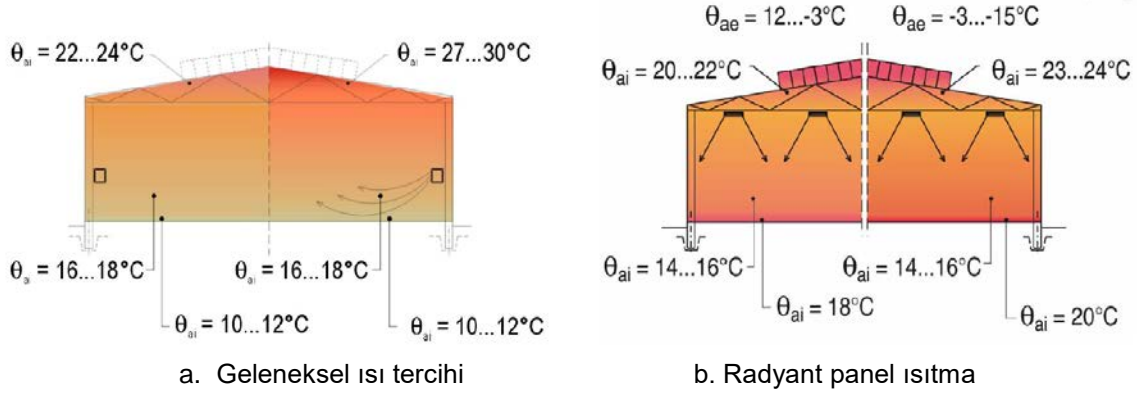 θai = 22...24°C
θai = 27...30°C
θai = 16...18°C
θai = 16...18°C
θai = 10...12°C
θai = 10...12°C
a. Geleneksel ısı tercihi
θae = 12...-3°C
θae = -3...-15°C
θai = 20...22°C
θai = 23...24°C
θai = 14...16°C
θai = 14...16°C
θai = 18°C
θai = 20°C
b. Radyant panel ısıtma